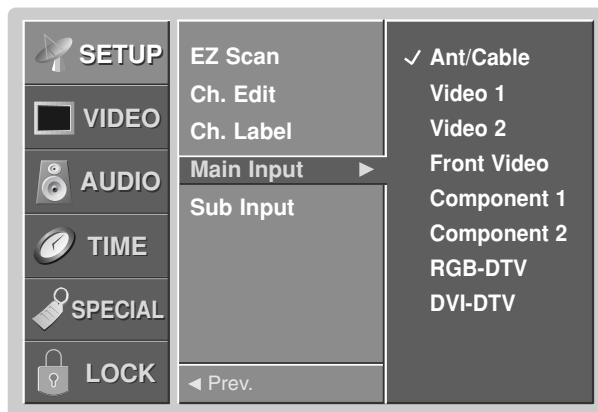 SETUP
VIDEO
AUDIO
TIME
SPECIAL
LOCK
EZ Scan
Ch. Edit
Ch. Label
Main Input ►
Sub Input
◄ Prev.
✓ Ant/Cable
Video 1
Video 2
Front Video
Component 1
Component 2
RGB-DTV
DVI-DTV